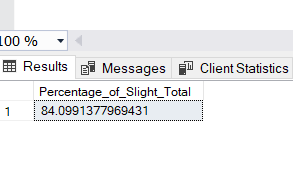 100 %
Results Messages Client Statistics
Percentage_of_Slight_Total
1 84.0991377969431